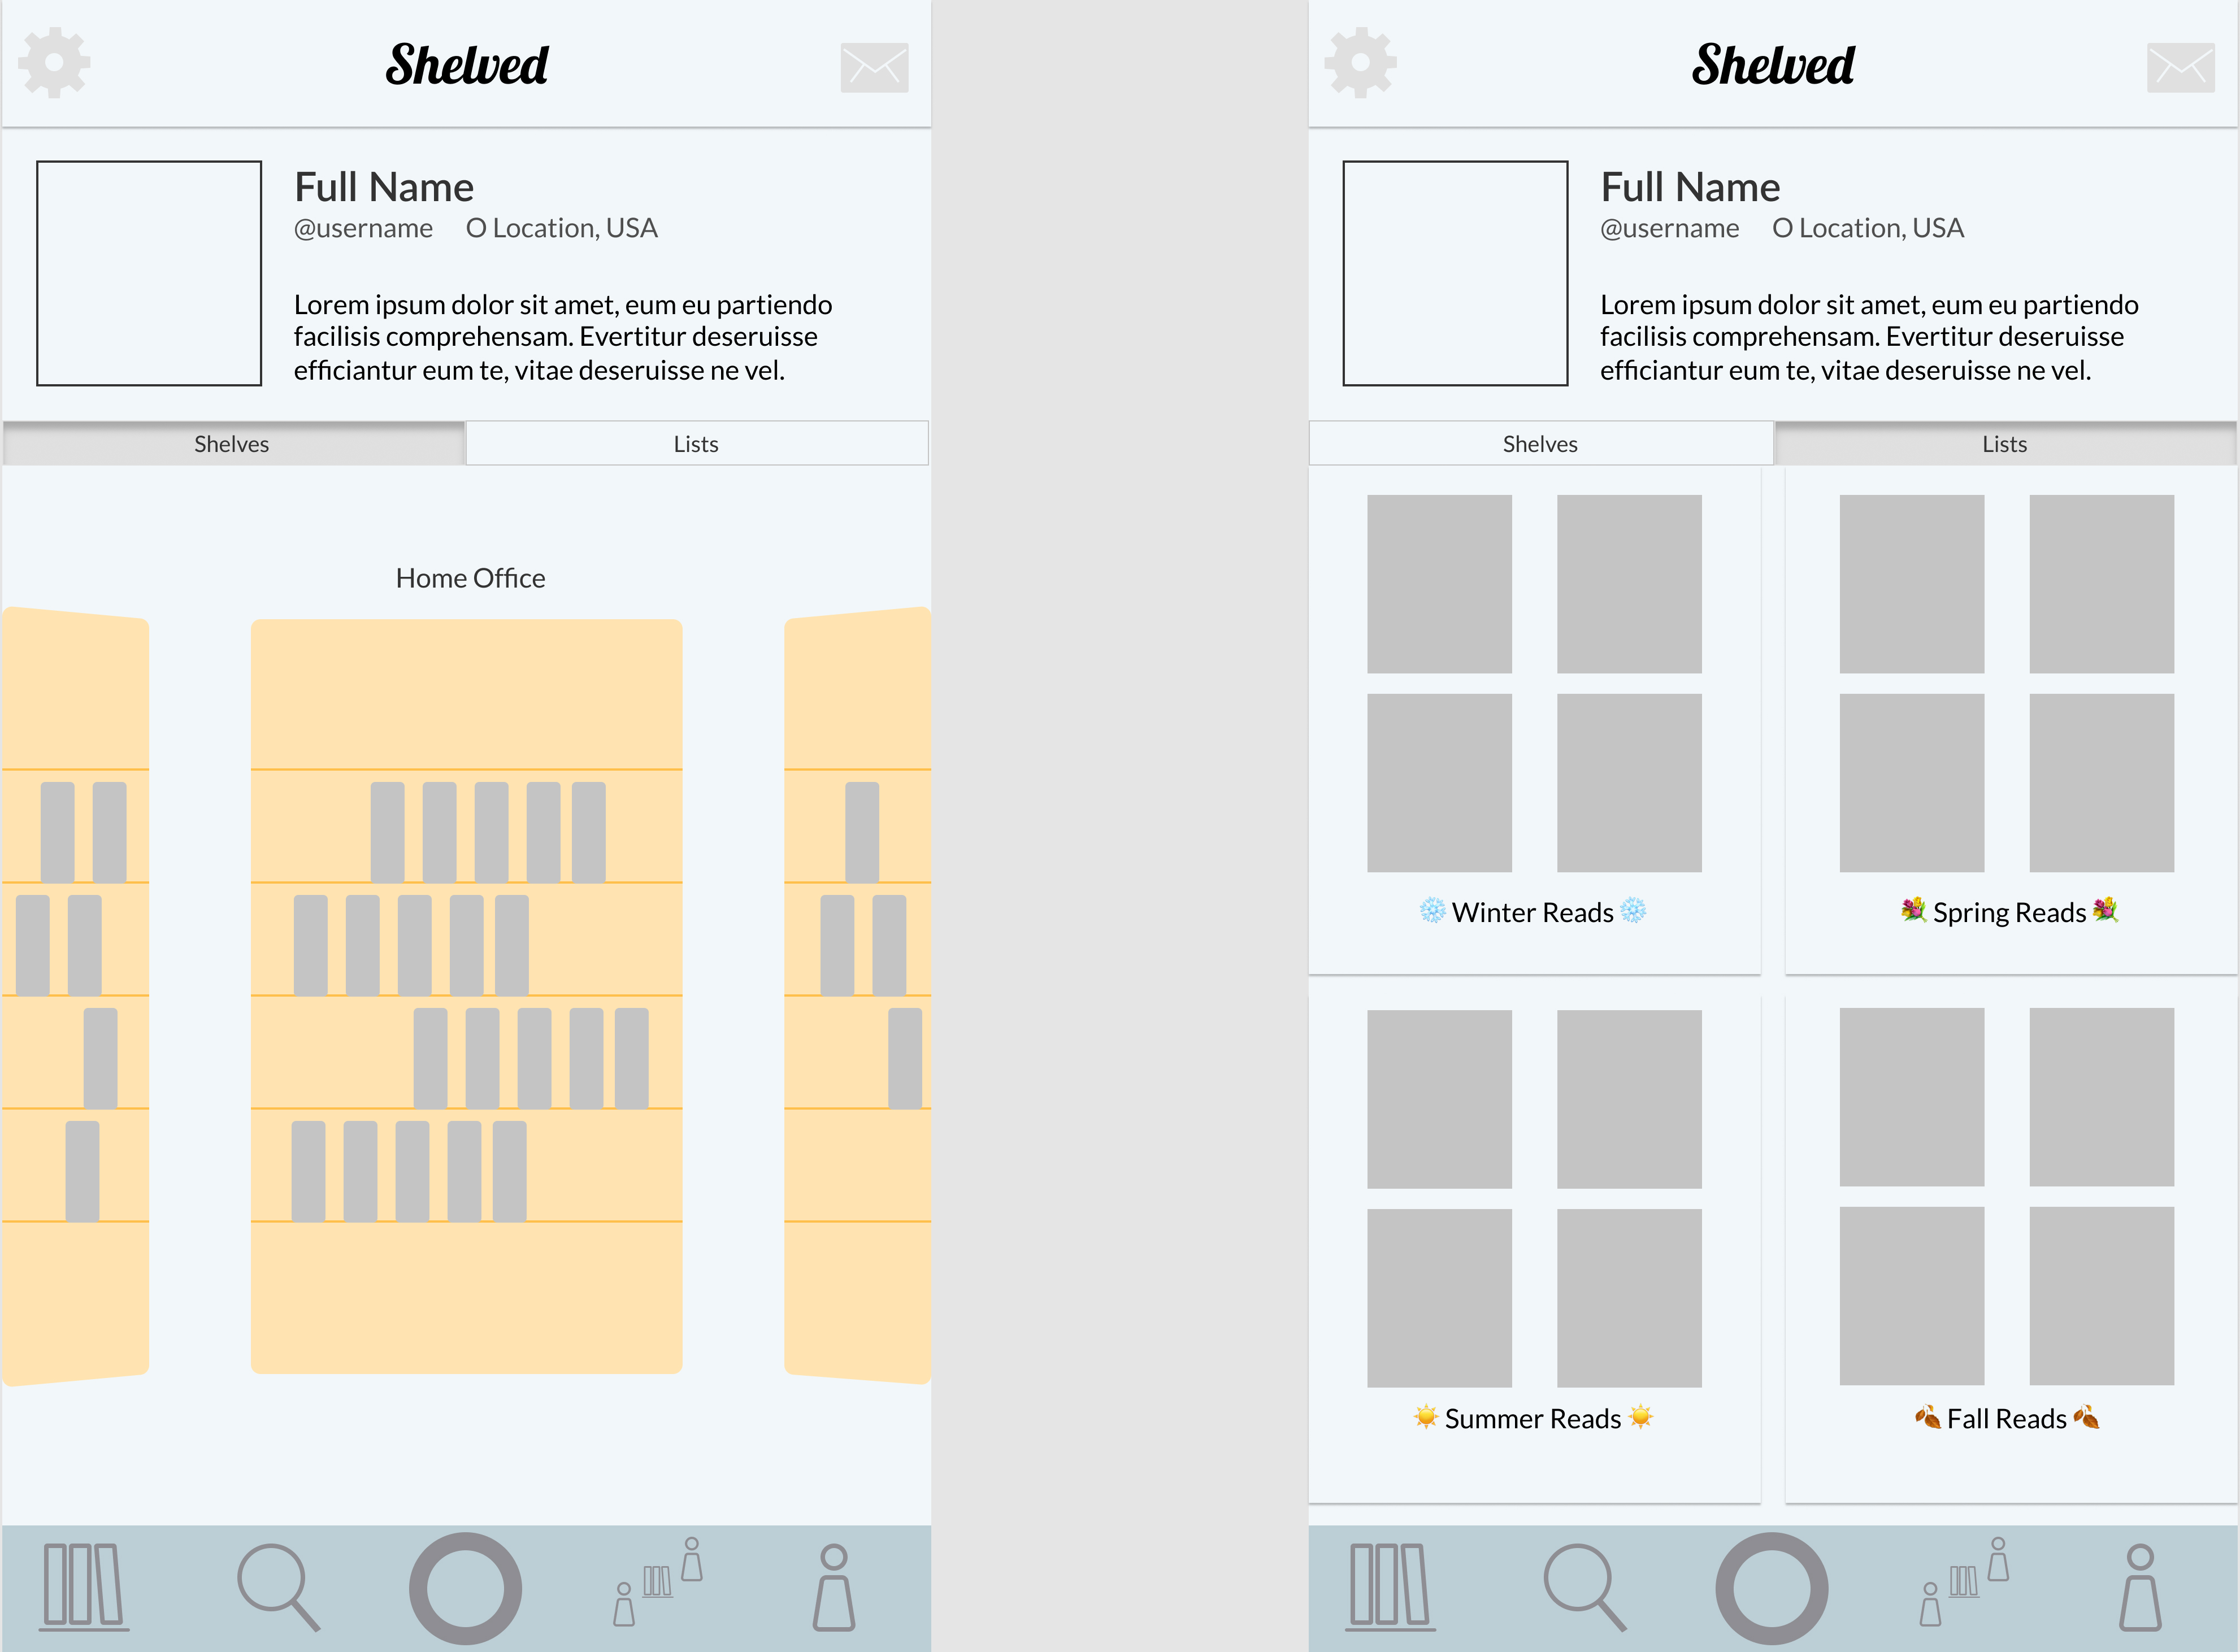 Shelved
Full Name
@username O Location, USA
Lorem ipsum dolor sit amet, eum eu partiendo
facilisis comprehensam. Evertitur deseruisse
efficiantur eum te, vitae deseruisse ne vel.
Shelves
Lists
Home Office
Shelved
Full Name
@username O Location, USA
Lorem ipsum dolor sit amet, eum eu partiendo
facilisis comprehensam. Evertitur deseruisse
efficiantur eum te, vitae deseruisse ne vel.
Shelves
Lists
❄️ Winter Reads ❄️
💐 Spring Reads 💐
☀️ Summer Reads ☀️
🍂 Fall Reads 🍂